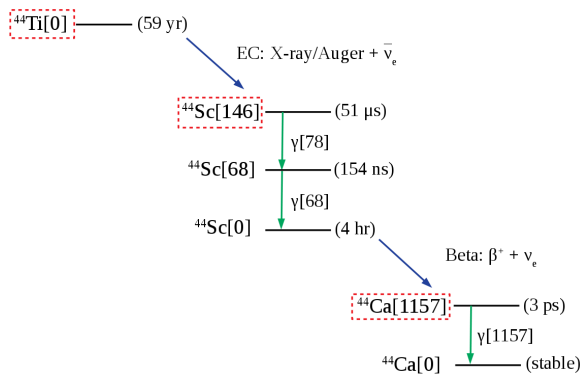 ⁴⁴Ti[0] (59 yr)
EC: X-ray/Auger + ν̅ₑ
⁴⁴Sc[146] (51 μs)
γ[78]
⁴⁴Sc[68] (154 ns)
γ[68]
⁴⁴Sc[0] (4 hr)
Beta: β⁺ + νₑ
⁴⁴Ca[1157] (3 ps)
γ[1157]
⁴⁴Ca[0] (stable)